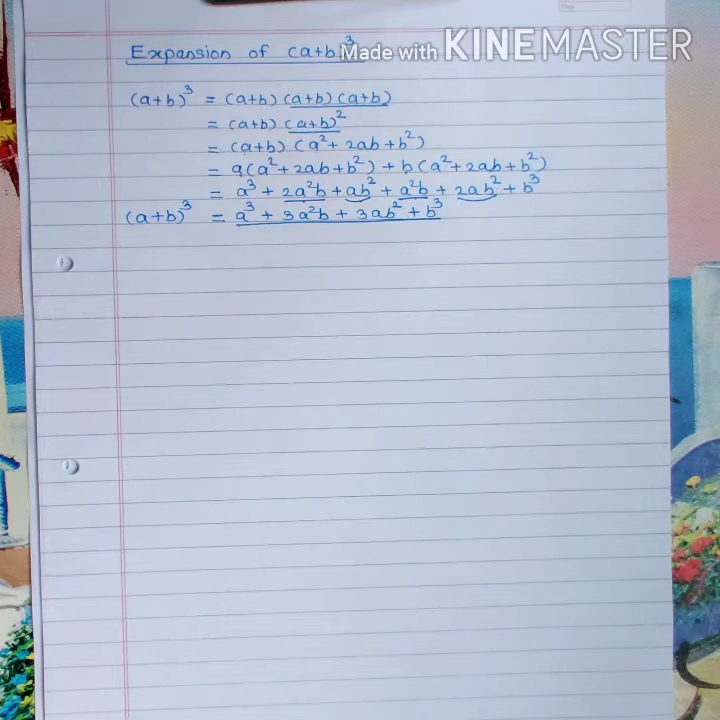 Expansion of (a+b)³
Made with KINEMASTER
(a+b)³ = (a+b) (a+b) (a+b)
= (a+b) (a+b)²
= (a+b) (a² + 2ab + b²)
= a(a² + 2ab + b²) + b(a² + 2ab + b²)
= a³ + 2a²b + ab² + a²b + 2ab² + b³
(a+b)³ = a³ + 3a²b + 3ab² + b³